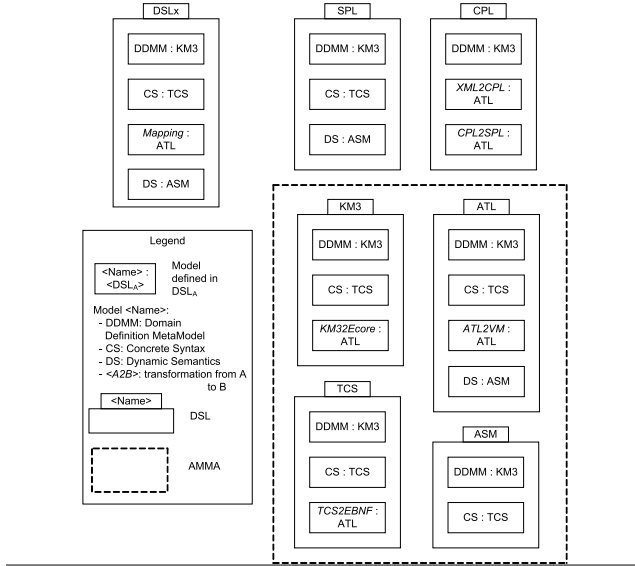 DSLx
DDMM : KM3
CS : TCS
Mapping :
ATL
DS : ASM
SPL
DDMM : KM3
CS : TCS
DS : ASM
CPL
DDMM : KM3
XML2CPL :
ATL
CPL2SPL :
ATL
KM3
DDMM : KM3
CS : TCS
KM32Ecore :
ATL
ATL
DDMM : KM3
CS : TCS
ATL2VM :
ATL
DS : ASM
TCS
DDMM : KM3
CS : TCS
TCS2EBNF :
ATL
ASM
DDMM : KM3
CS : TCS
Legend
<Name> :
<DSLA>
Model
defined in
DSLA
Model <Name>:
- DDMM: Domain
Definition MetaModel
- CS: Concrete Syntax
- DS: Dynamic Semantics
- <A2B>: transformation from A
to B
<Name>
DSL
AMMA